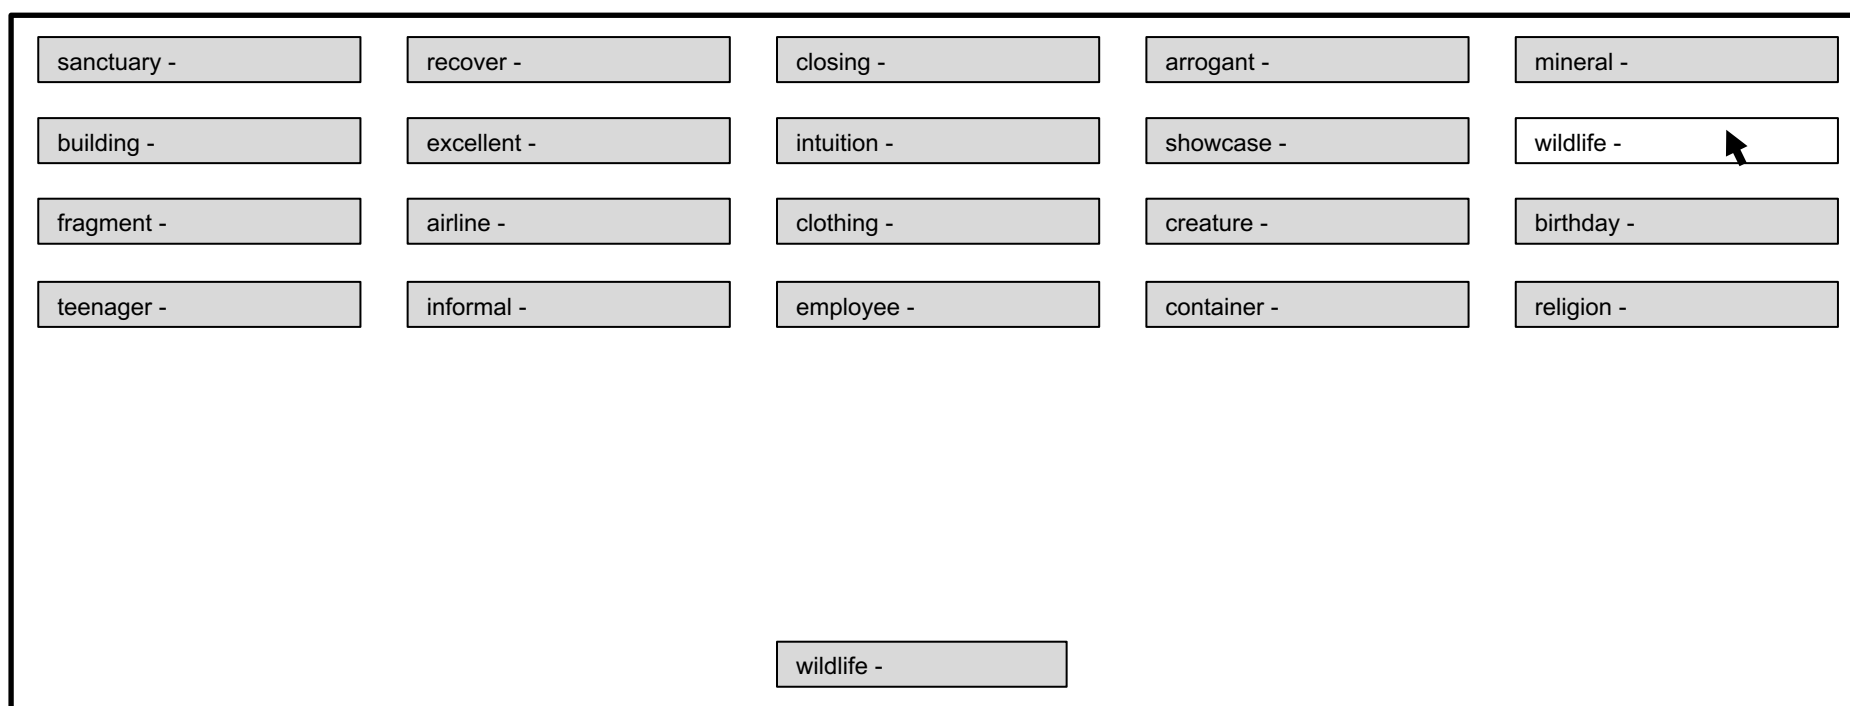 sanctuary - recover - closing - arrogant - mineral -
building - excellent - intuition - showcase - wildlife -
fragment - airline - clothing - creature - birthday -
teenager - informal - employee - container - religion -
wildlife -